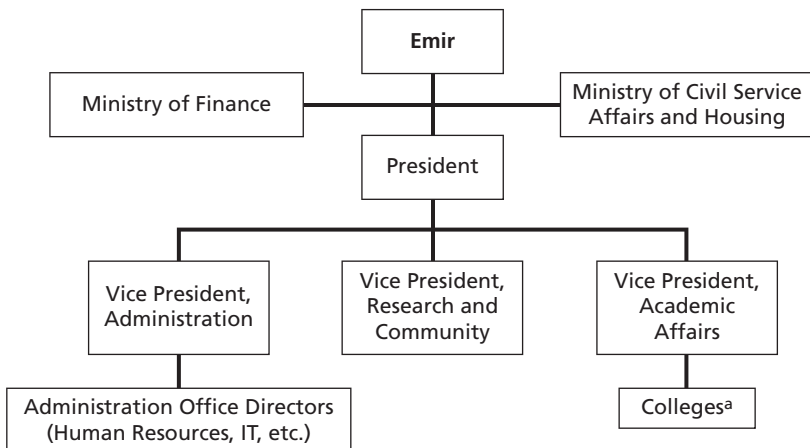 Emir
Ministry of Finance
Ministry of Civil Service
Affairs and Housing
President
Vice President,
Administration
Vice President,
Research and
Community
Vice President,
Academic
Affairs
Administration Office Directors
(Human Resources, IT, etc.)
Collegesᵃ